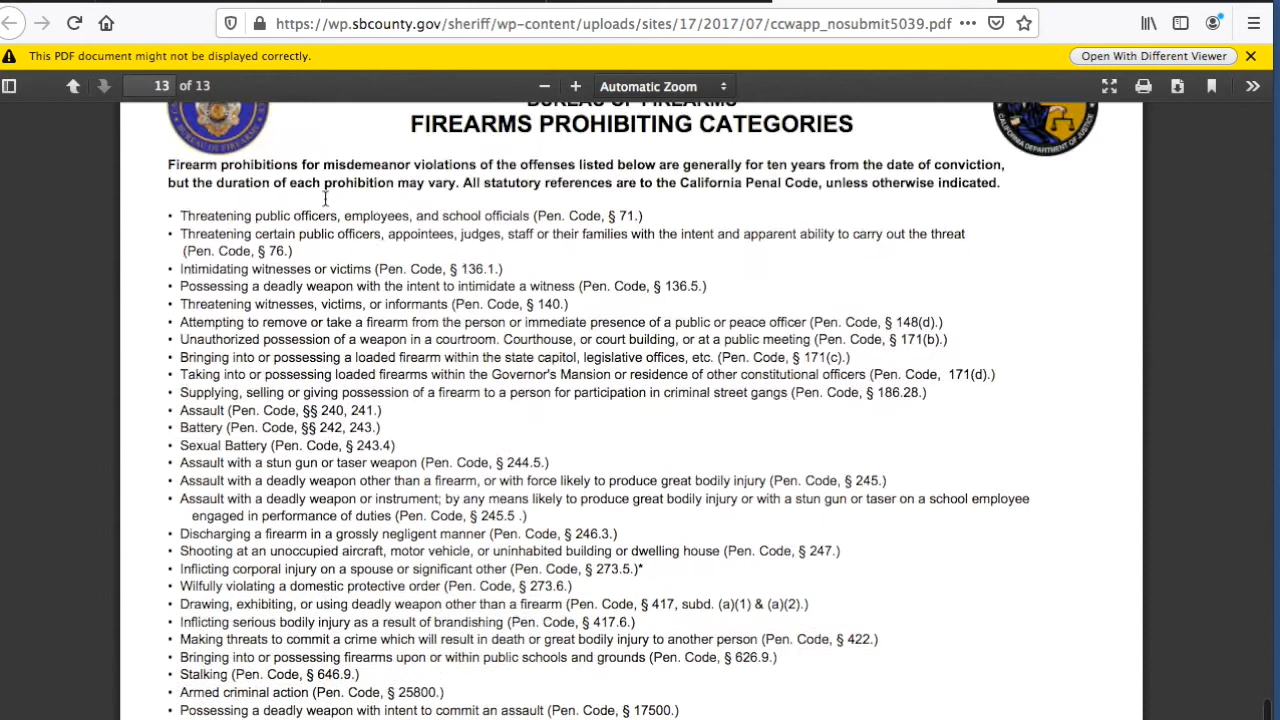 https://wp.sbcounty.gov/sheriff/wp-content/uploads/sites/17/2017/07/ccwapp_nosubmit5039.pdf
This PDF document might not be displayed correctly.
Open With Different Viewer
13 of 13
Automatic Zoom
BUREAU OF FIREARMS
FIREARMS PROHIBITING CATEGORIES
Firearm prohibitions for misdemeanor violations of the offenses listed below are generally for ten years from the date of conviction,
but the duration of each prohibition may vary. All statutory references are to the California Penal Code, unless otherwise indicated.
• Threatening public officers, employees, and school officials (Pen. Code, § 71.)
• Threatening certain public officers, appointees, judges, staff or their families with the intent and apparent ability to carry out the threat
(Pen. Code, § 76.)
• Intimidating witnesses or victims (Pen. Code, § 136.1.)
• Possessing a deadly weapon with the intent to intimidate a witness (Pen. Code, § 136.5.)
• Threatening witnesses, victims, or informants (Pen. Code, § 140.)
• Attempting to remove or take a firearm from the person or immediate presence of a public or peace officer (Pen. Code, § 148(d).)
• Unauthorized possession of a weapon in a courtroom. Courthouse, or court building, or at a public meeting (Pen. Code, § 171(b).)
• Bringing into or possessing a loaded firearm within the state capitol, legislative offices, etc. (Pen. Code, § 171(c).)
• Taking into or possessing loaded firearms within the Governor's Mansion or residence of other constitutional officers (Pen. Code, 171(d).)
• Supplying, selling or giving possession of a firearm to a person for participation in criminal street gangs (Pen. Code, § 186.28.)
• Assault (Pen. Code, §§ 240, 241.)
• Battery (Pen. Code, §§ 242, 243.)
• Sexual Battery (Pen. Code, § 243.4)
• Assault with a stun gun or taser weapon (Pen. Code, § 244.5.)
• Assault with a deadly weapon other than a firearm, or with force likely to produce great bodily injury (Pen. Code, § 245.)
• Assault with a deadly weapon or instrument; by any means likely to produce great bodily injury or with a stun gun or taser on a school employee
engaged in performance of duties (Pen. Code, § 245.5 .)
• Discharging a firearm in a grossly negligent manner (Pen. Code, § 246.3.)
• Shooting at an unoccupied aircraft, motor vehicle, or uninhabited building or dwelling house (Pen. Code, § 247.)
• Inflicting corporal injury on a spouse or significant other (Pen. Code, § 273.5.)*
• Wilfully violating a domestic protective order (Pen. Code, § 273.6.)
• Drawing, exhibiting, or using deadly weapon other than a firearm (Pen. Code, § 417, subd. (a)(1) & (a)(2).)
• Inflicting serious bodily injury as a result of brandishing (Pen. Code, § 417.6.)
• Making threats to commit a crime which will result in death or great bodily injury to another person (Pen. Code, § 422.)
• Bringing into or possessing firearms upon or within public schools and grounds (Pen. Code, § 626.9.)
• Stalking (Pen. Code, § 646.9.)
• Armed criminal action (Pen. Code, § 25800.)
• Possessing a deadly weapon with intent to commit an assault (Pen. Code, § 17500.)